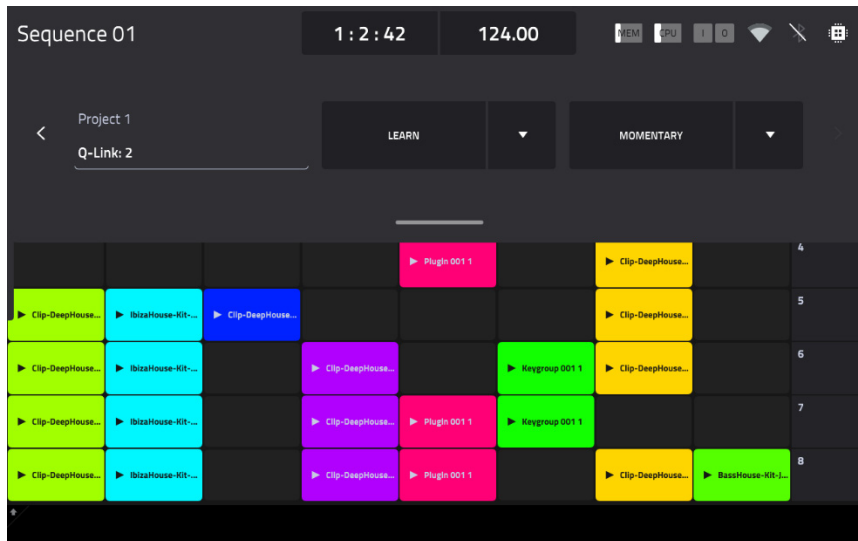 Sequence 01
1:2:42
124.00
MEM
CPU
I
O
Project 1
Q-Link: 2
LEARN
MOMENTARY
PlugIn 001 1
Clip-DeepHouse...
4
Clip-DeepHouse...
IbizaHouse-Kit-...
Clip-DeepHouse...
Clip-DeepHouse...
5
Clip-DeepHouse...
IbizaHouse-Kit-...
Clip-DeepHouse...
Keygroup 001 1
Clip-DeepHouse...
6
Clip-DeepHouse...
IbizaHouse-Kit-...
Clip-DeepHouse...
PlugIn 001 1
Keygroup 001 1
7
Clip-DeepHouse...
IbizaHouse-Kit-...
Clip-DeepHouse...
PlugIn 001 1
Clip-DeepHouse...
BassHouse-Kit-J...
8